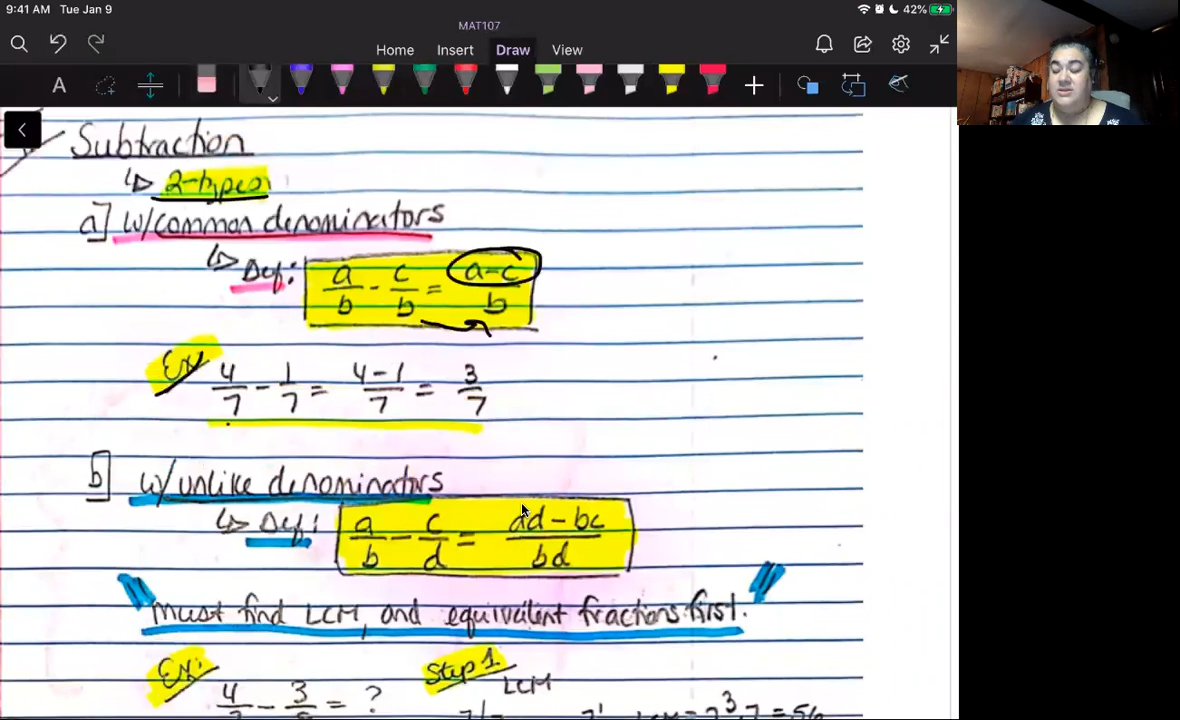 9:41 AM Tue Jan 9
42%
MAT107
Home Insert Draw View
Subtraction
↳ 2-types
a] w/common denominators
↳ Def: a/b - c/b = a-c/b
Ex 4/7 - 1/7 = 4-1/7 = 3/7
b] w/ unlike denominators
↳ Def: a/b - c/d = ad-bc/bd
"Must find LCM, and equivalent fractions first."
Ex: Step 1
LCM
4 - 3 = ?